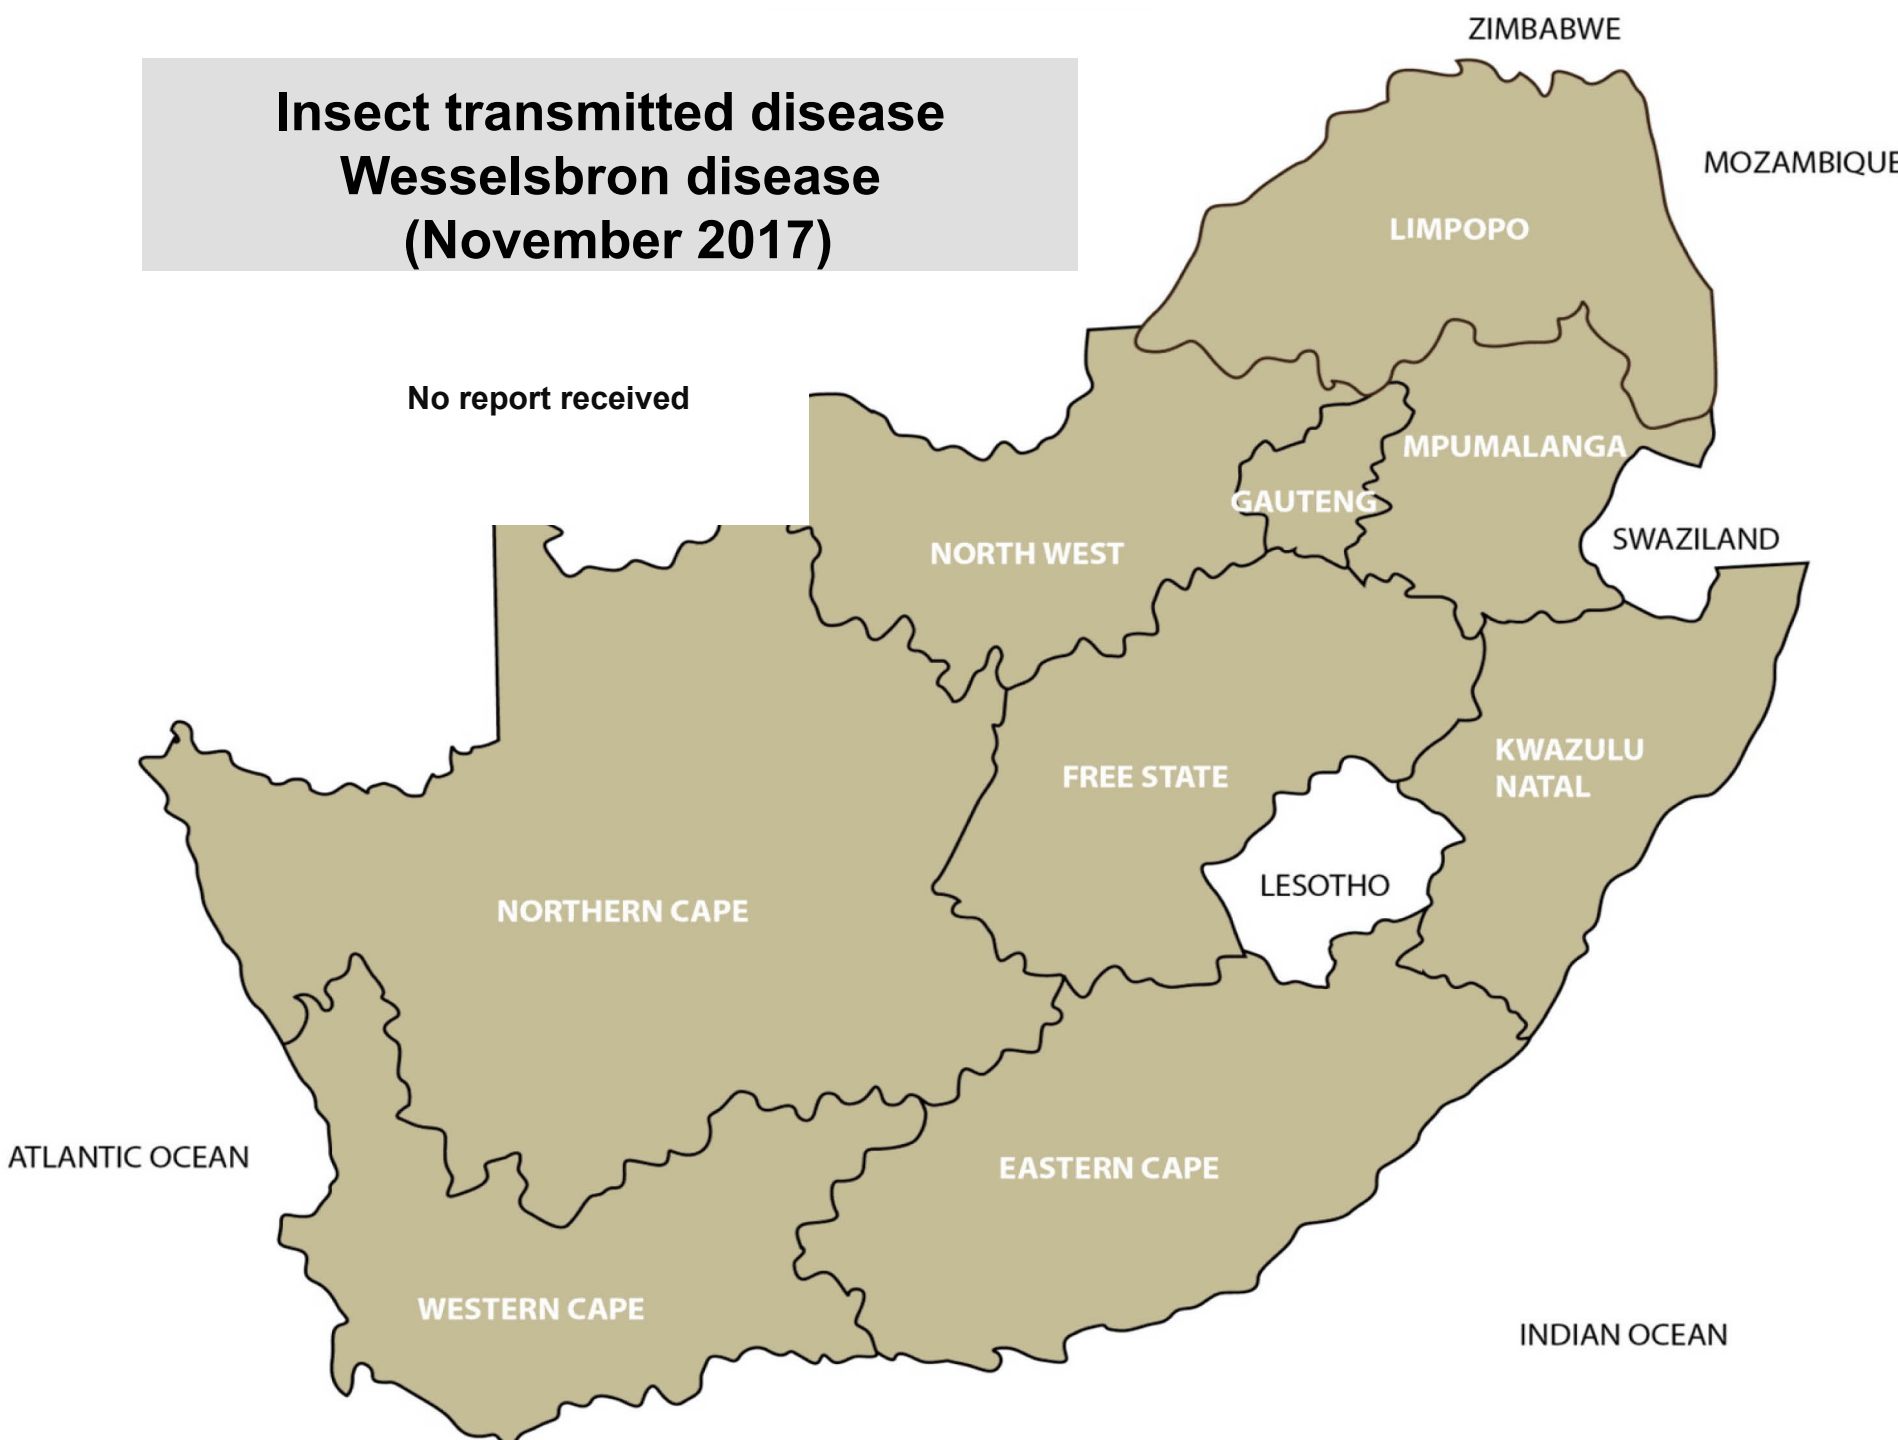 ZIMBABWE
Insect transmitted disease
Wesselsbron disease
(November 2017)
MOZAMBIQUE
LIMPOPO
No report received
MPUMALANGA
GAUTENG
SWAZILAND
NORTH WEST
KWAZULU
NATAL
FREE STATE
LESOTHO
NORTHERN CAPE
ATLANTIC OCEAN
EASTERN CAPE
WESTERN CAPE
INDIAN OCEAN